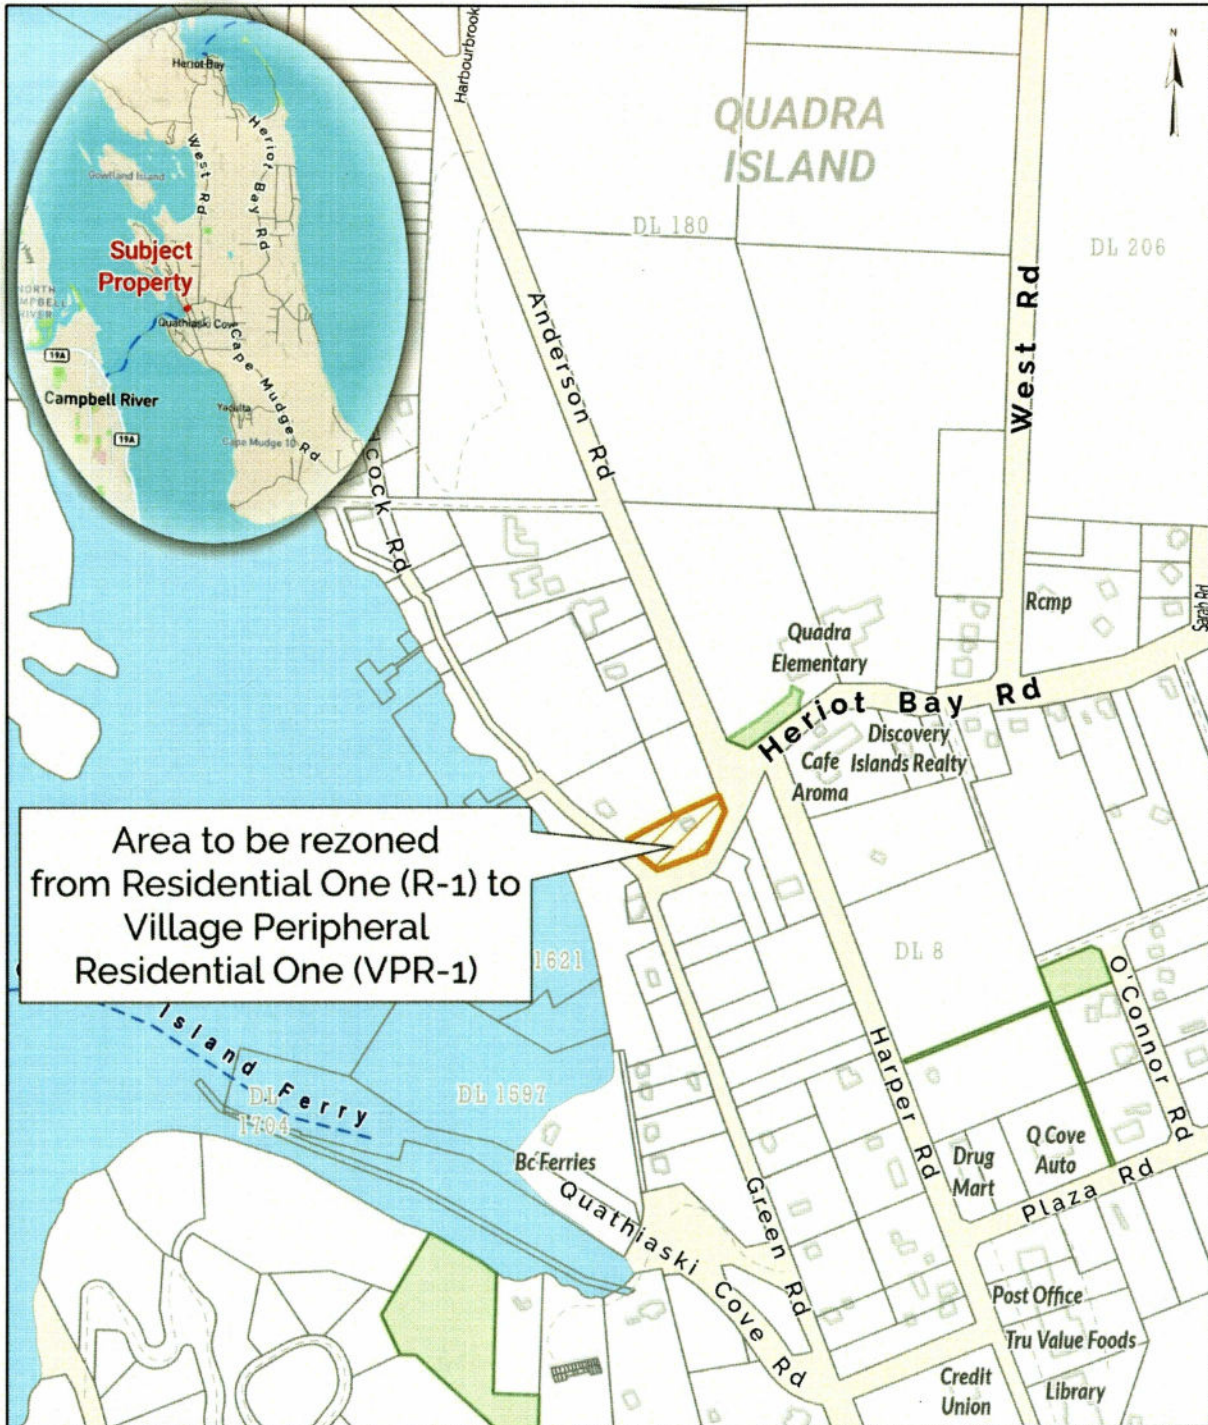 Harbourbrook
N
QUADRA
ISLAND
DL 180
DL 206
Heriot Bay
West Rd
Heriot Bay Rd
Gowlland Island
Subject
Property
Quathiaski Cove
Cape Mudge Rd
19A
Campbell River
19A
Yaculta
Cape Mudge 10
NORTH
Anderson Rd
West Rd
cock Rd
Rcmp
Sarah Rd
Quadra
Elementary
Heriot Bay Rd
Discovery
Islands Realty
Cafe
Aroma
Area to be rezoned
from Residential One (R-1) to
Village Peripheral
Residential One (VPR-1)
1621
DL 8
O'Connor Rd
Island Ferry
DL
1704
DL 1597
Harper Rd
Bc Ferries
Quathiaski Cove Rd
Green Rd
Drug
Mart
Q Cove
Auto
Plaza Rd
Post Office
Tru Value Foods
Credit
Union
Library